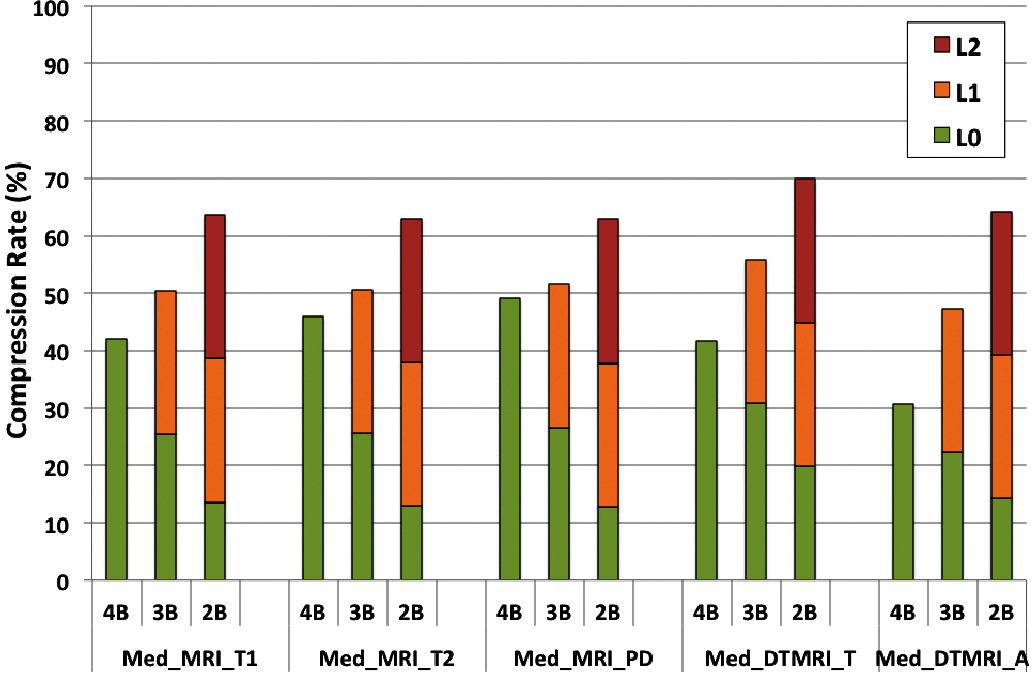 100
90
80
70
60
50
40
30
20
10
0
Compression Rate (%)
L2
L1
L0
4B 3B 2B 4B 3B 2B 4B 3B 2B 4B 3B 2B 4B 3B 2B
Med_MRI_T1 Med_MRI_T2 Med_MRI_PD Med_DTMRI_T Med_DTMRI_A